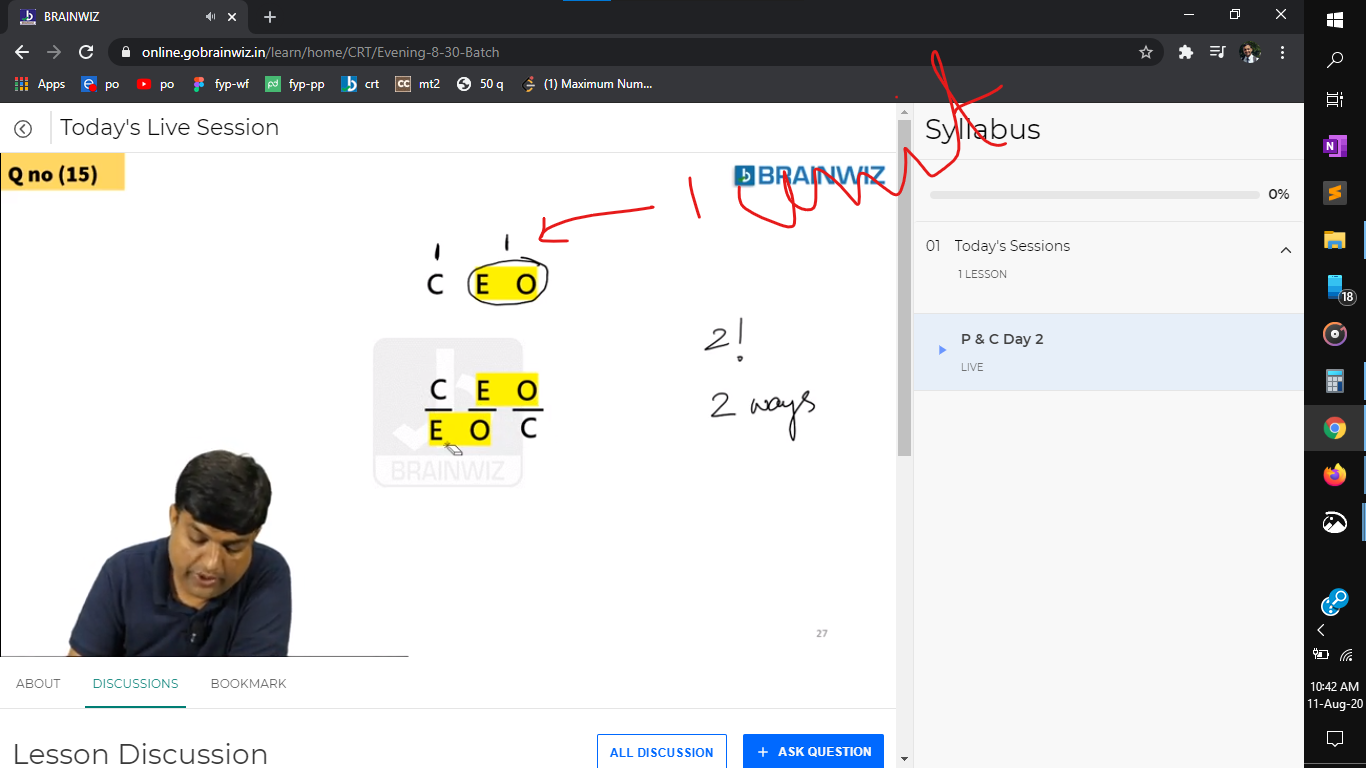 BRAINWIZ
online.gobrainwiz.in/learn/home/CRT/Evening-8-30-Batch
Apps po po fyp-wf fyp-pp crt CC mt2 50 q (1) Maximum Num...
Today's Live Session
Q no (15)
b BRAINWIZ
1 unit
1 1
C E O
2!
C E O
E O C
2 ways
BRAINWIZ
27
ABOUT DISCUSSIONS BOOKMARK
Lesson Discussion
ALL DISCUSSION
+ ASK QUESTION
Syllabus
0%
01 Today's Sessions
1 LESSON
P & C Day 2
LIVE
N
18
10:42 AM
11-Aug-20